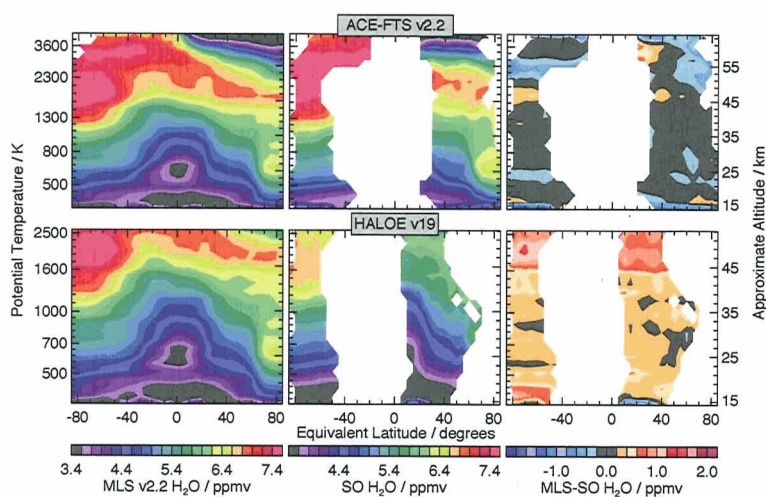 ACE-FTS v2.2
3600
2300
1300
800
500
55
45
35
25
15
Potential Temperature / K
Approximate Altitude / km
HALOE v19
2500
1600
1000
700
500
45
35
25
15
-80 -40 0 40 80 -40 0 40 80 -40 0 40 80
Equivalent Latitude / degrees
3.4 4.4 5.4 6.4 7.4 4.4 5.4 6.4 7.4 -1.0 0.0 1.0 2.0
MLS v2.2 H2O / ppmv SO H2O / ppmv MLS-SO H2O / ppmv